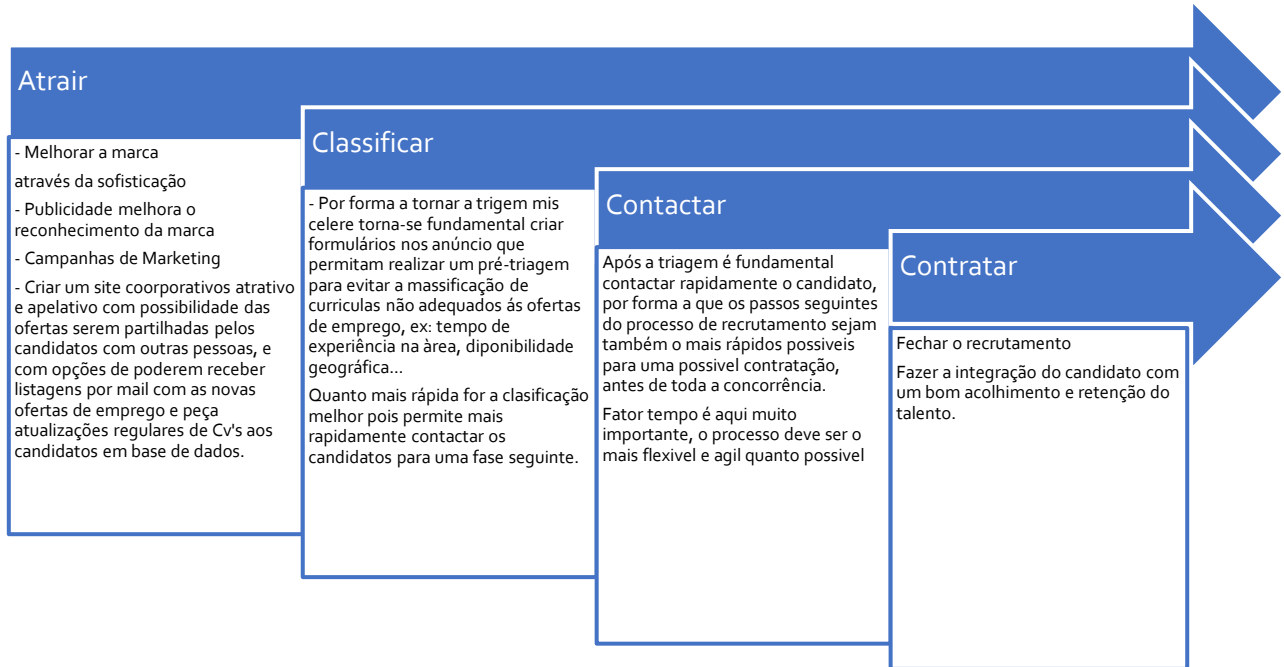 Atrair
- Melhorar a marca
através da sofisticação
- Publicidade melhora o
reconhecimento da marca
- Campanhas de Marketing
- Criar um site coorporativos atrativo
e apelativo com possibilidade das
ofertas serem partilhadas pelos
candidatos com outras pessoas, e
com opções de poderem receber
listagens por mail com as novas
ofertas de emprego e peça
atualizações regulares de Cv's aos
candidatos em base de dados.
Classificar
- Por forma a tornar a trigem mis
celere torna-se fundamental criar
formulários nos anúncio que
permitam realizar um pré-triagem
para evitar a massificação de
curriculas não adequados ás ofertas
de emprego, ex: tempo de
experiência na àrea, diponibilidade
geográfica...
Quanto mais rápida for a clasificação
melhor pois permite mais
rapidamente contactar os
candidatos para uma fase seguinte.
Contactar
Após a triagem é fundamental
contactar rapidamente o candidato,
por forma a que os passos seguintes
do processo de recrutamento sejam
também o mais rápidos possiveis
para uma possivel contratação,
antes de toda a concorrência.
Fator tempo é aqui muito
importante, o processo deve ser o
mais flexivel e agil quanto possivel
Contratar
Fechar o recrutamento
Fazer a integração do candidato com
um bom acolhimento e retenção do
talento.